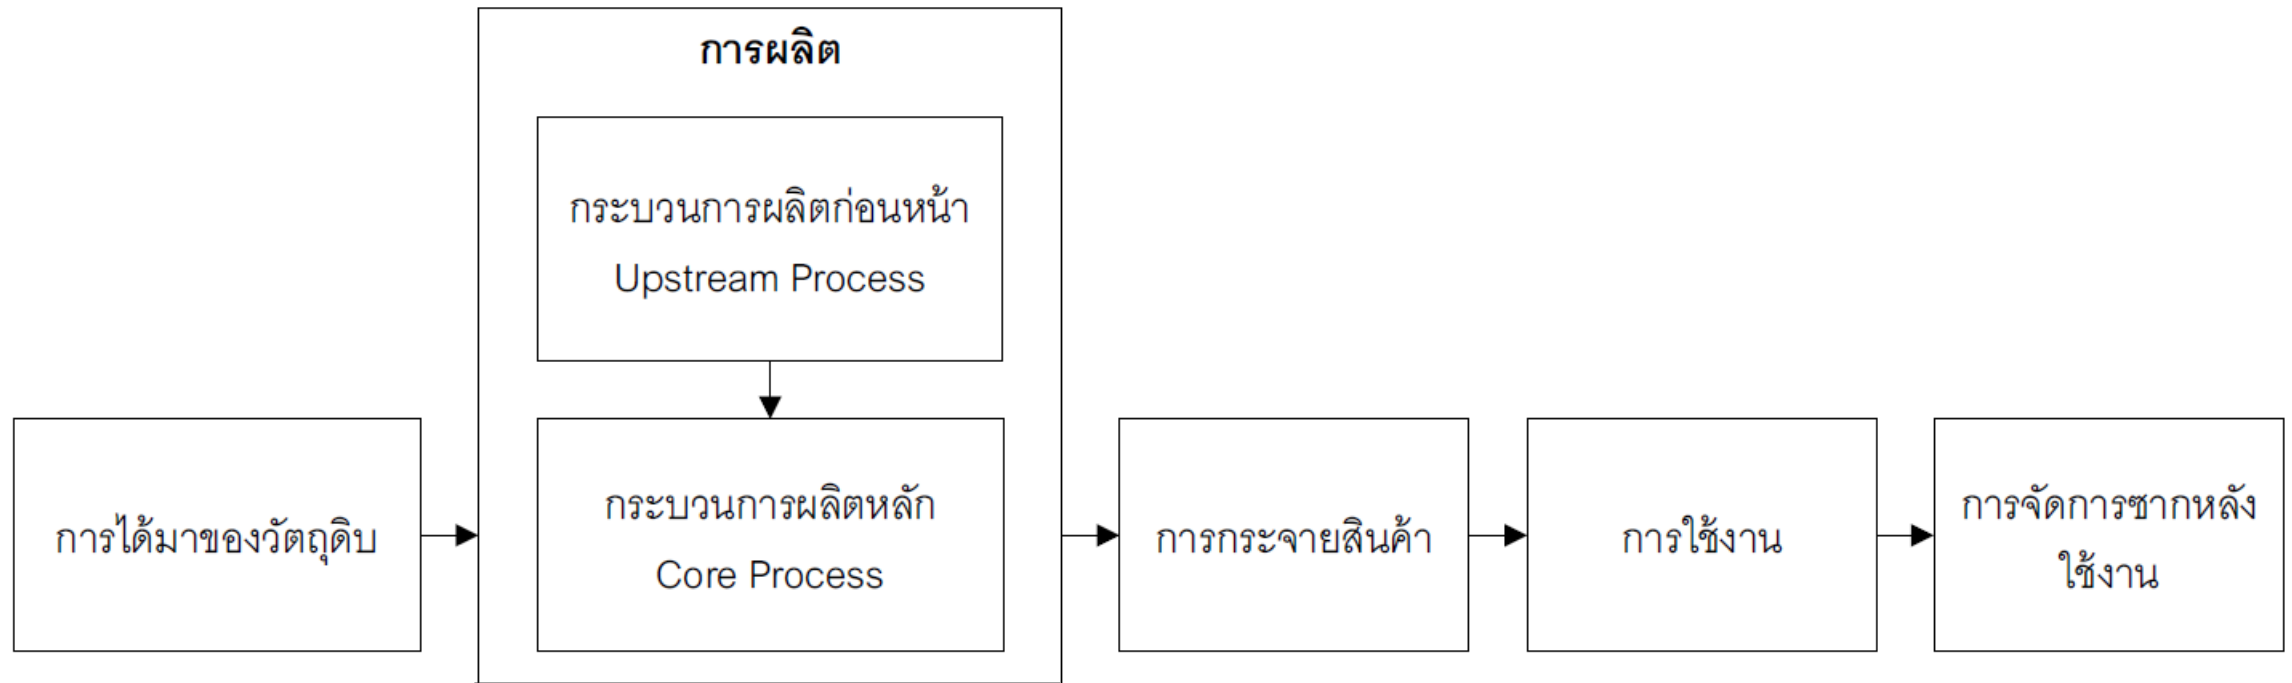 การผลิต
กระบวนการผลิตก่อนหน้า
Upstream Process
การได้มาของวัตถุดิบ
กระบวนการผลิตหลัก
Core Process
การกระจายสินค้า
การใช้งาน
การจัดการซากหลัง
ใช้งาน